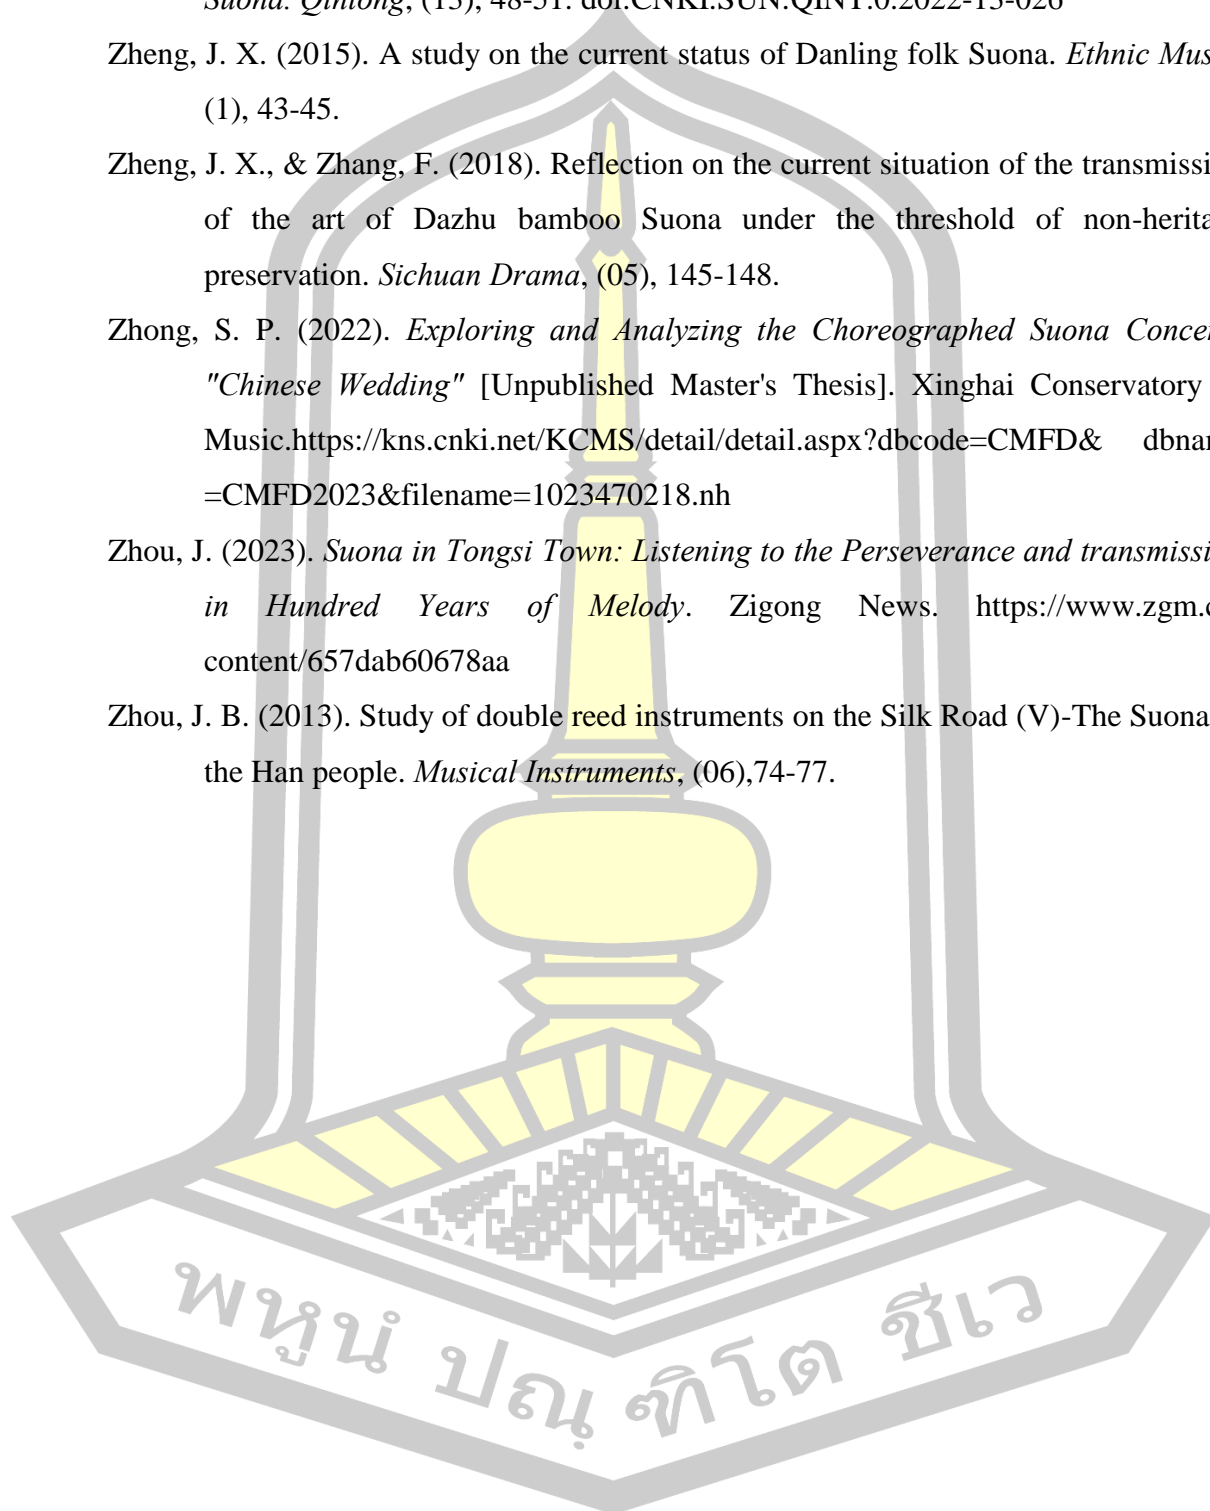 Suona. Qintong, (15), 48-51. doi:CNKI:SUN:QINT.0.2022-15-026
Zheng, J. X. (2015). A study on the current status of Danling folk Suona. Ethnic Mus
(1), 43-45.
Zheng, J. X., & Zhang, F. (2018). Reflection on the current situation of the transmissi
of the art of Dazhu bamboo Suona under the threshold of non-herita
preservation. Sichuan Drama, (05), 145-148.
Zhong, S. P. (2022). Exploring and Analyzing the Choreographed Suona Concer
"Chinese Wedding" [Unpublished Master's Thesis]. Xinghai Conservatory
Music.https://kns.cnki.net/KCMS/detail/detail.aspx?dbcode=CMFD& dbnar
=CMFD2023&filename=1023470218.nh
Zhou, J. (2023). Suona in Tongsi Town: Listening to the Perseverance and transmissi
in Hundred Years of Melody. Zigong News. https://www.zgm.c
content/657dab60678aa
Zhou, J. B. (2013). Study of double reed instruments on the Silk Road (V)-The Suona
the Han people. Musical Instruments, (06),74-77.
พหูนํ ปณฺฑิโต ชีเว